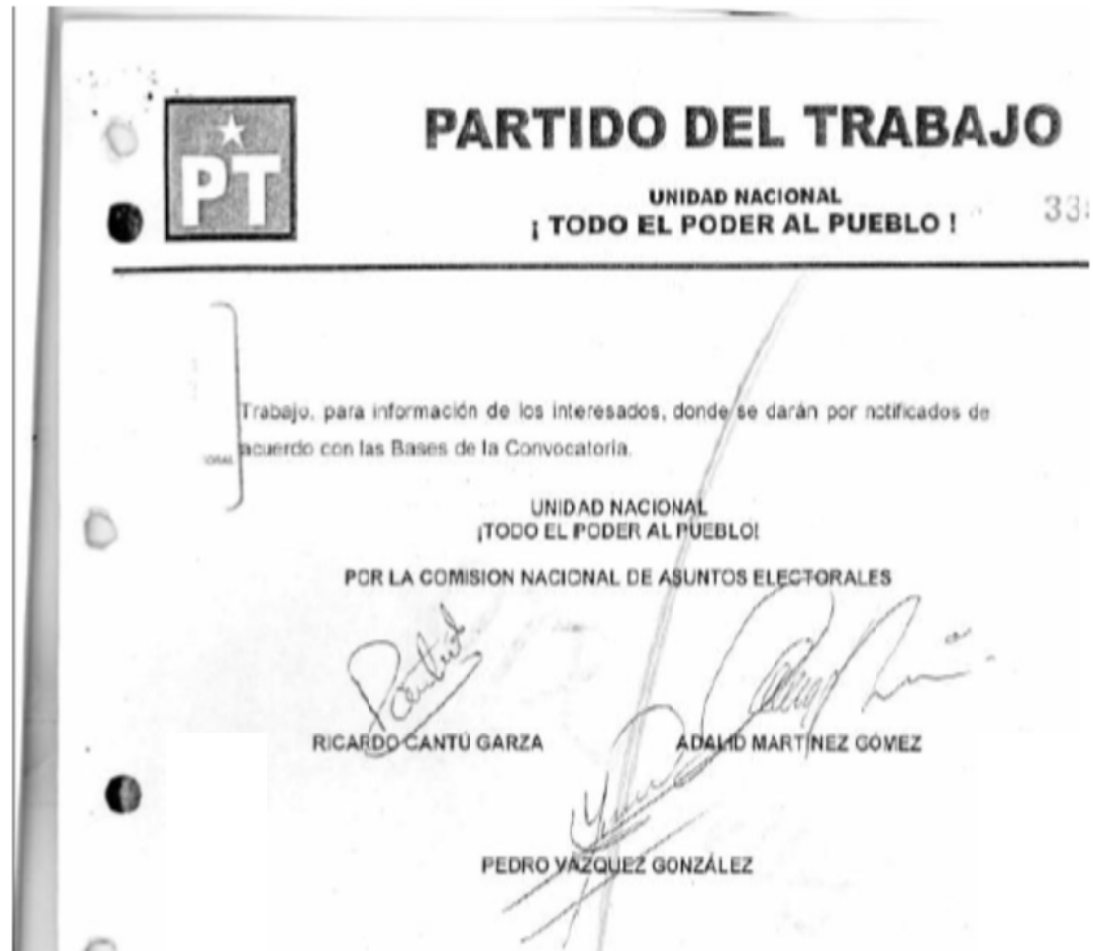 PT
PARTIDO DEL TRABAJO
UNIDAD NACIONAL
¡ TODO EL PODER AL PUEBLO !
Trabajo, para información de los interesados, donde se darán por notificados de
acuerdo con las Bases de la Convocatoria.
UNIDAD NACIONAL
¡TODO EL PODER AL PUEBLO!
POR LA COMISION NACIONAL DE ASUNTOS ELECTORALES
RICARDO CANTÚ GARZA ADALID MARTÍNEZ GÓMEZ
PEDRO VÁZQUEZ GONZÁLEZ